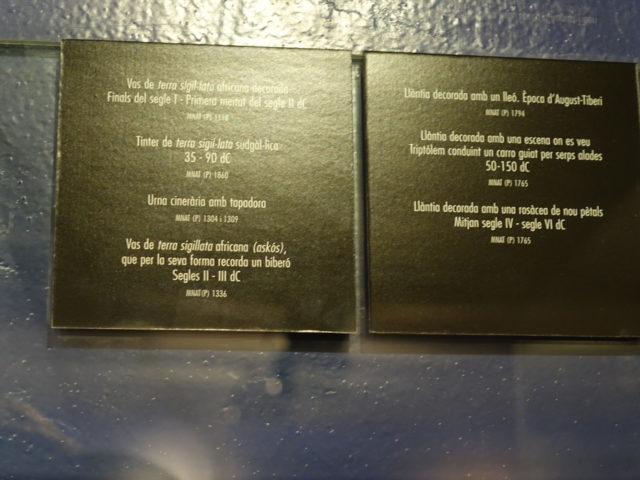 Vas de terra sigil·lata africana decorada
Finals del segle I - Primera meitat del segle II dC
MNAT (P)
Tinter de terra sigil·lata sudgàl·lica
35 - 90 dC
MNAT (P) 1860
Urna cinerària amb tapadora
MNAT (P) 1304 i 1309
Vas de terra sigillata africana (askós),
que per la seva forma recorda un biberó
Segles II - III dC
MNAT (P) 1336
Llàntia decorada amb un lleó. Època d'August-Tiberi
MNAT (P) 1794
Llàntia decorada amb una escena on es veu
Triptólem conduint un carro guiat per serps alades
50-150 dC
MNAT (P) 1765
Llàntia decorada amb una rosàcea de nou pètals
Mitjan segle IV - segle VI dC
MNAT (P) 1765